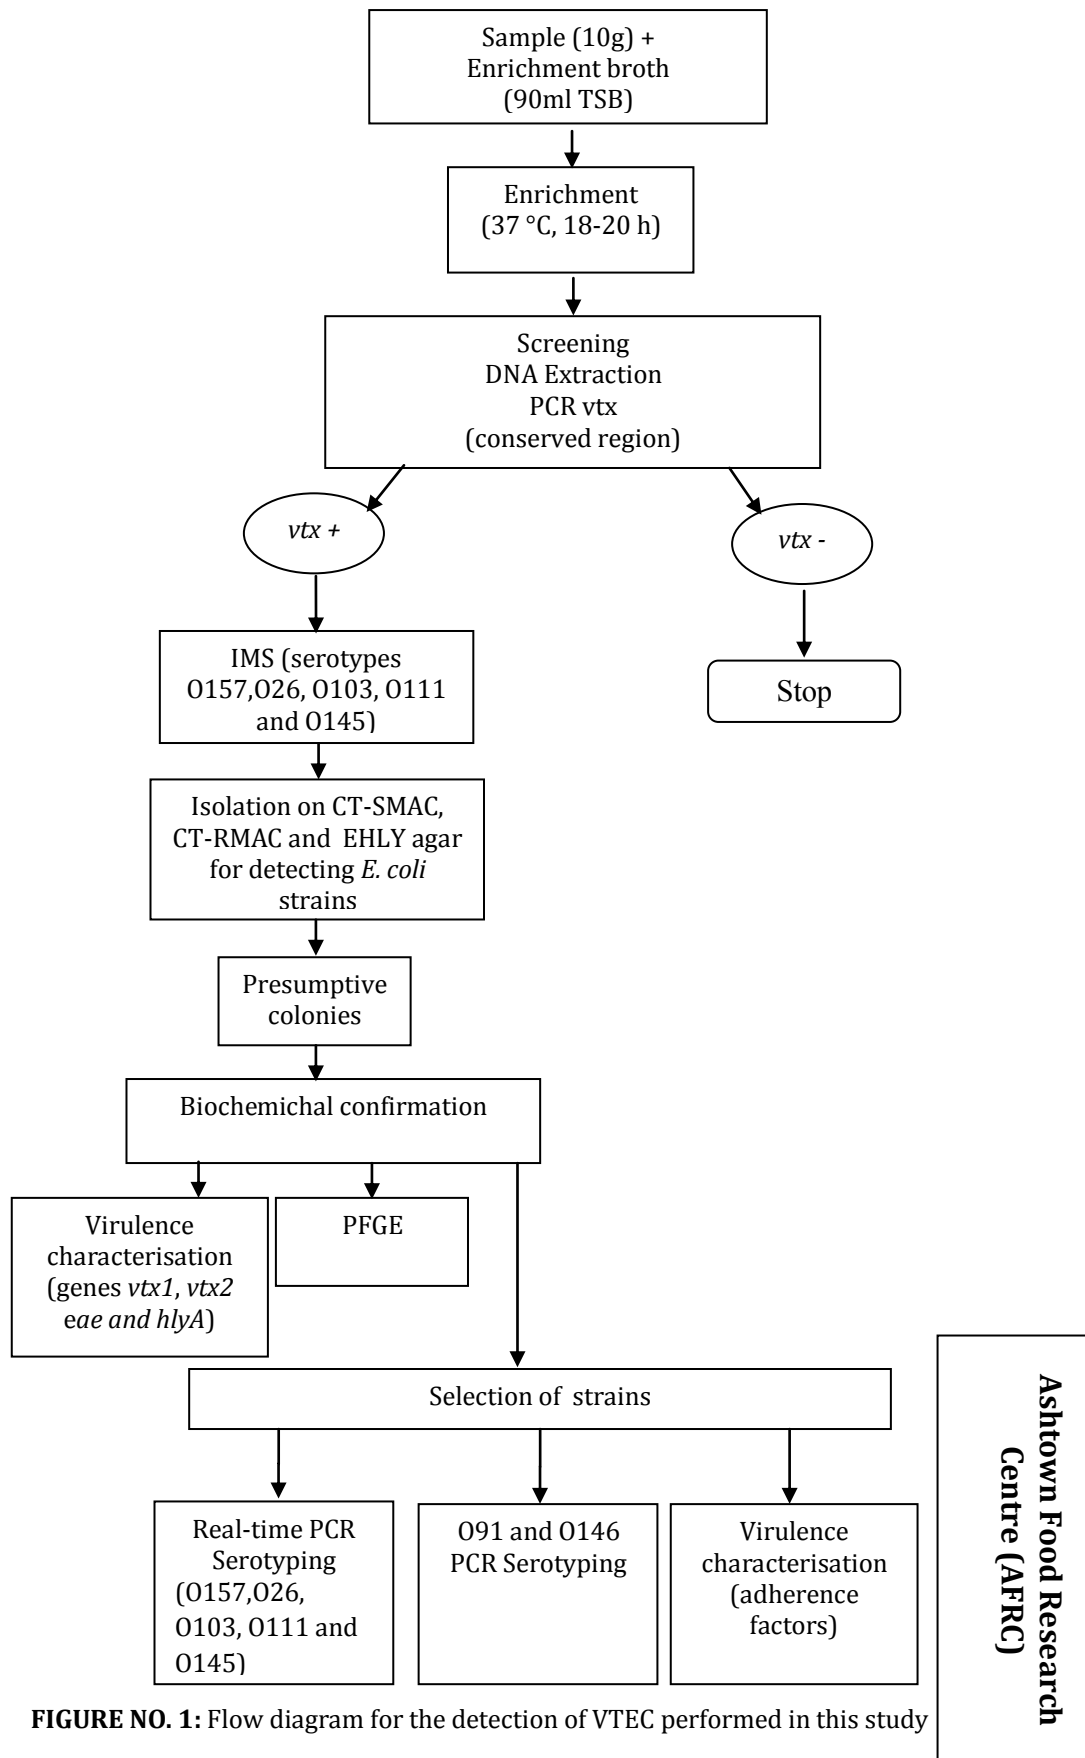 Sample (10g) +
Enrichment broth
(90ml TSB)
Enrichment
(37 °C, 18-20 h)
Screening
DNA Extraction
PCR vtx
(conserved region)
vtx +
vtx -
IMS (serotypes
O157,O26, O103, O111
and O145)
Stop
Isolation on CT-SMAC,
CT-RMAC and EHLY agar
for detecting E. coli
strains
Presumptive
colonies
Biochemichal confirmation
Virulence
characterisation
(genes vtx1, vtx2
eae and hlyA)
PFGE
Selection of strains
Real-time PCR
Serotyping
(O157,O26,
O103, O111 and
O145)
O91 and O146
PCR Serotyping
Virulence
characterisation
(adherence
factors)
Ashtown Food Research
Centre (AFRC)
FIGURE NO. 1: Flow diagram for the detection of VTEC performed in this study